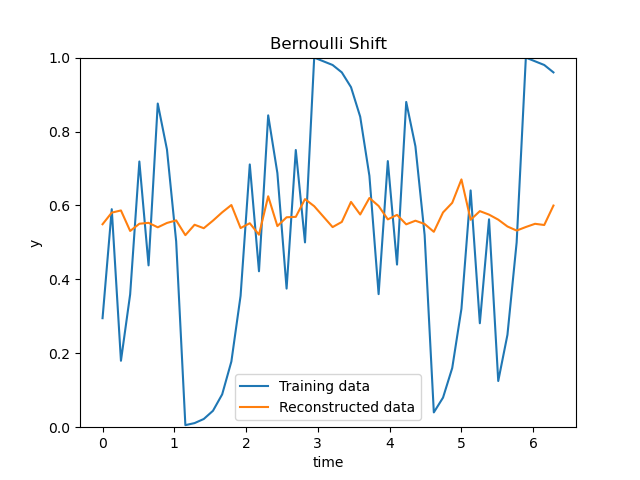 Bernoulli Shift
1.0
0.8
0.6
0.4
0.2
0.0
y
0 1 2 3 4 5 6
time
Training data
Reconstructed data